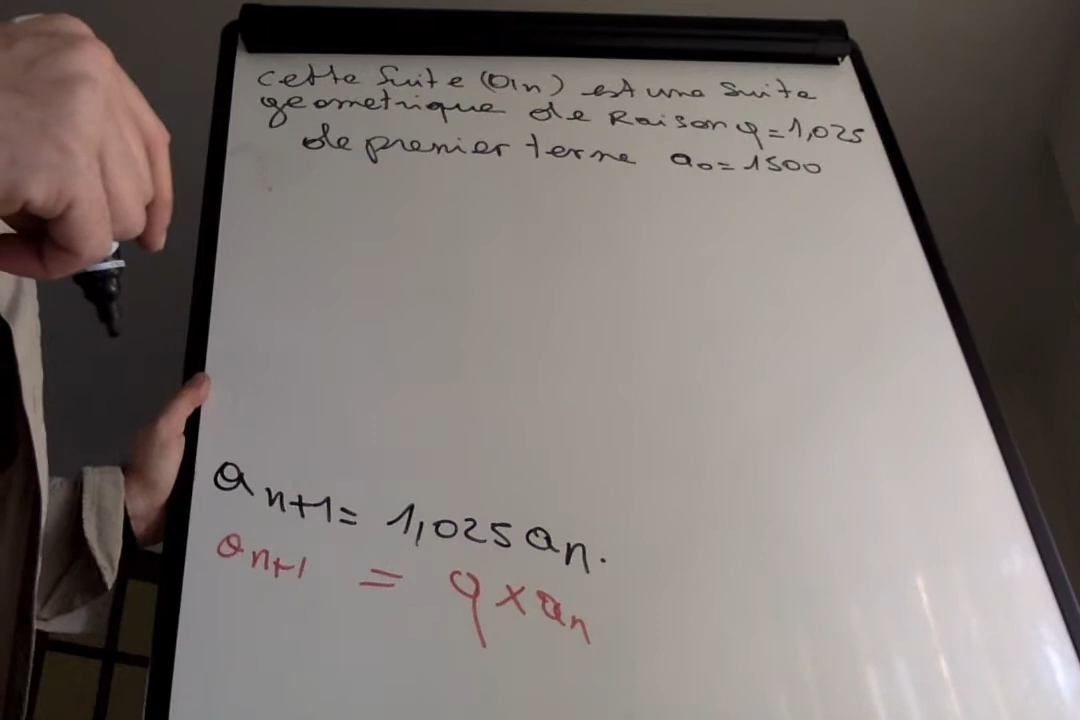 cette suite (an) est une suite
geometrique de Raison q=1,025
de premier terme a₀=1500
aₙ₊₁= 1,025 aₙ.
aₙ₊₁ = q × aₙ